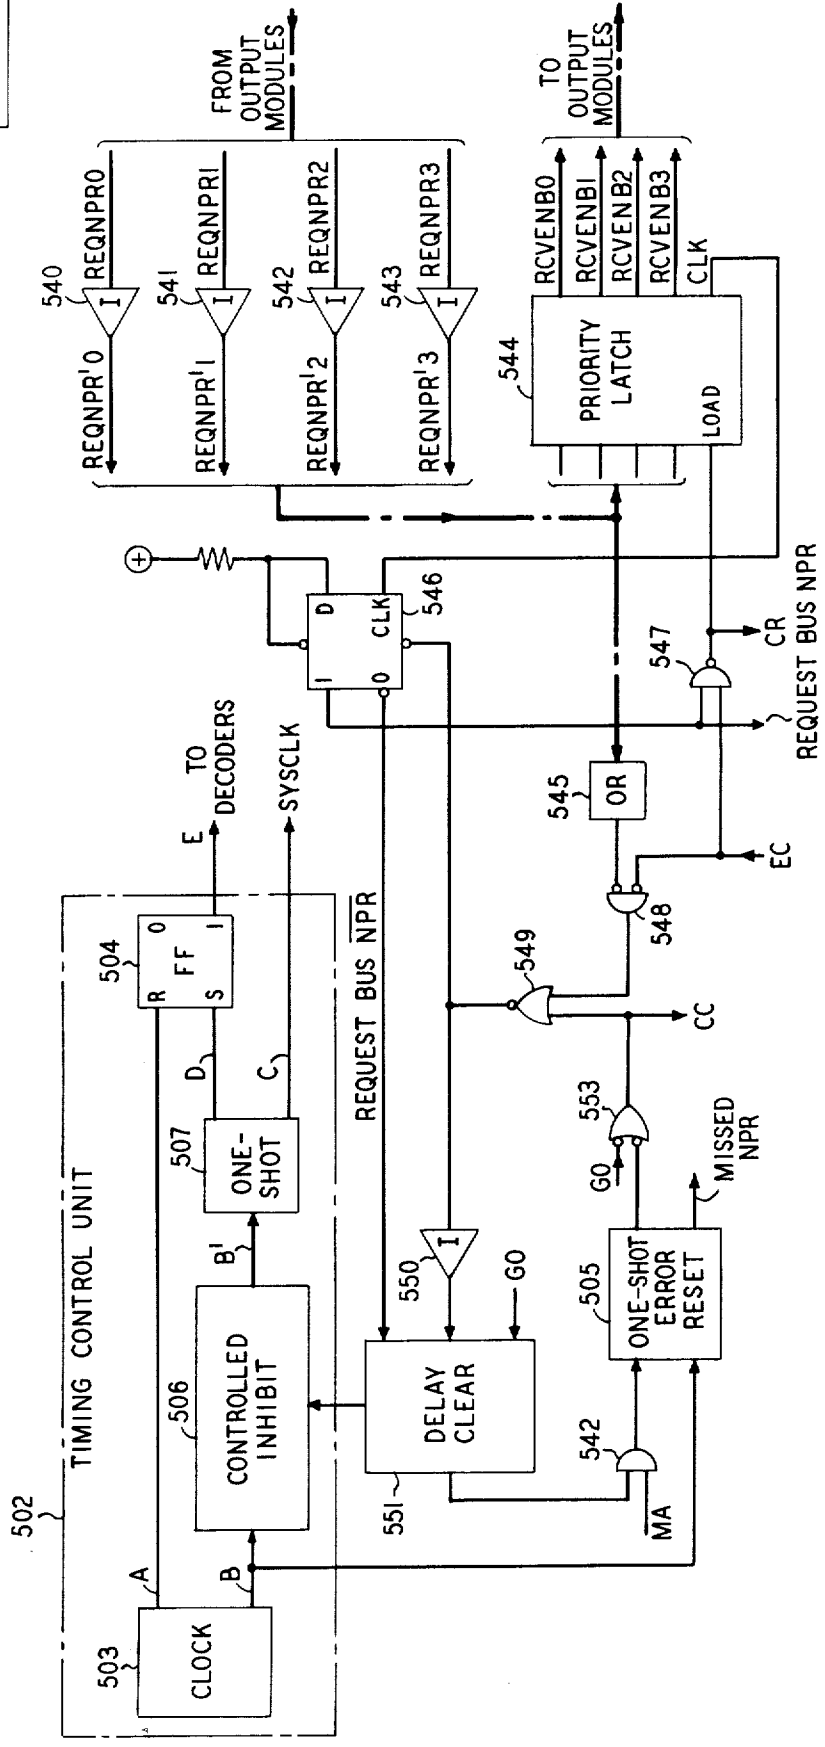 502
TIMING CONTROL UNIT
503
CLOCK
A
B
506
CONTROLLED
INHIBIT
B'
507
ONE-
SHOT
D
C
504
R
O
FF
S
1
E
TO
DECODERS
SYSCLK
540
I
REQNPR0
REQNPR'0
541
I
REQNPR1
REQNPR'1
542
I
REQNPR2
REQNPR'2
543
I
REQNPR3
REQNPR'3
FROM
OUTPUT
MODULES
+
1
D
0
CLK
546
REQUEST BUS NPR
551
DELAY
CLEAR
550
I
GO
549
548
545
OR
544
PRIORITY
LATCH
LOAD
RCVENB0
RCVENB1
RCVENB2
RCVENB3
CLK
TO
OUTPUT
MODULES
547
CR
REQUEST BUS NPR
EC
CC
553
GO
505
ONE-SHOT
ERROR
RESET
MISSED
NPR
542
MA